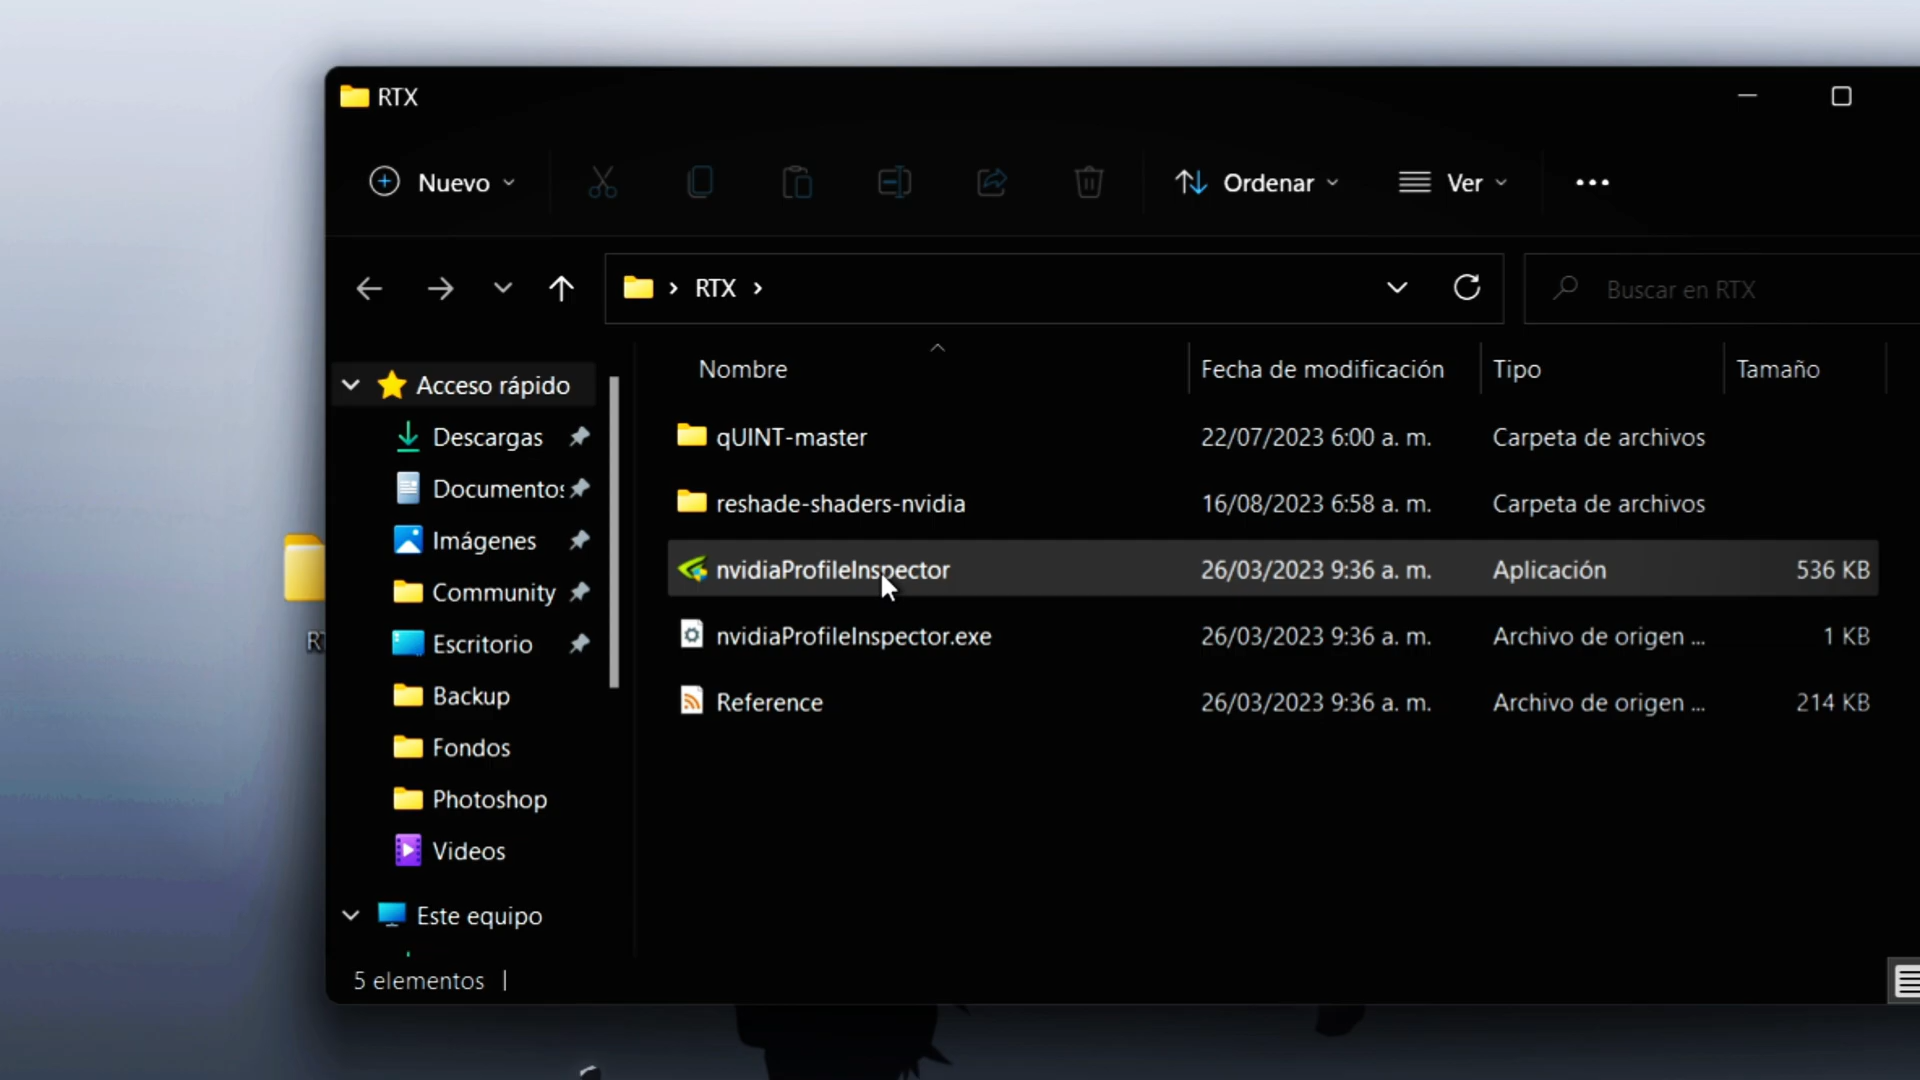 RTX
Nuevo
Ordenar
Ver
RTX
Buscar en RTX
Nombre
Fecha de modificación
Tipo
Tamaño
Acceso rápido
Descargas
Documentos
Imágenes
Community
Escritorio
Backup
Fondos
Photoshop
Videos
Este equipo
qUINT-master 22/07/2023 6:00 a. m. Carpeta de archivos
reshade-shaders-nvidia 16/08/2023 6:58 a. m. Carpeta de archivos
nvidiaProfileInspector 26/03/2023 9:36 a. m. Aplicación 536 KB
nvidiaProfileInspector.exe 26/03/2023 9:36 a. m. Archivo de origen ... 1 KB
Reference 26/03/2023 9:36 a. m. Archivo de origen ... 214 KB
5 elementos